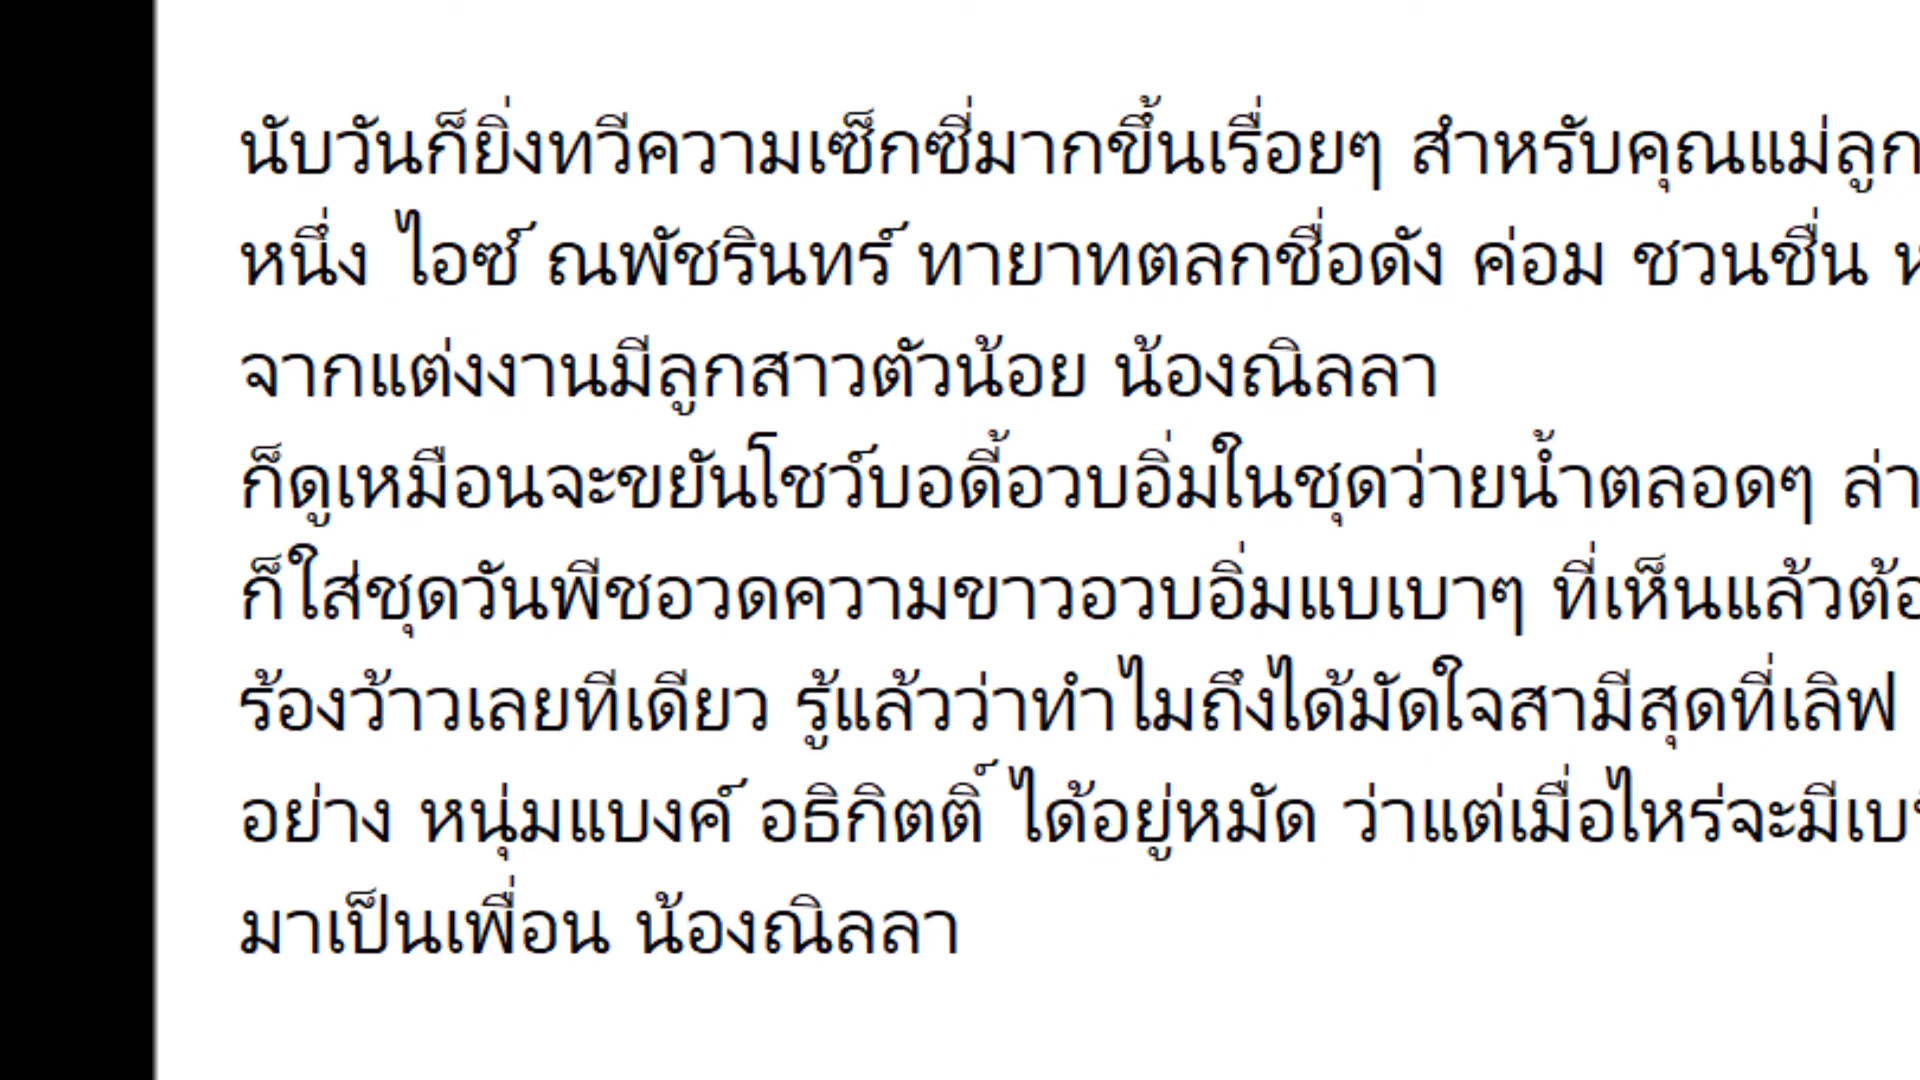 นับวันก็ยิ่งทวีความเซ็กซี่มากขึ้นเรื่อยๆ สำหรับคุณแม่ลูก
หนึ่ง ไอซ์ ณพัชรินทร์ ทายาทตลกชื่อดัง ค่อม ชวนชื่น ห
จากแต่งงานมีลูกสาวตัวน้อย น้องณิลลา
ก็ดูเหมือนจะขยันโชว์บอดี้อวบอิ่มในชุดว่ายน้ำตลอดๆ ล่า
ก็ใส่ชุดวันพีชอวดความขาวอวบอิ่มแบเบาๆ ที่เห็นแล้วต้อ
ร้องว้าวเลยทีเดียว รู้แล้วว่าทำไมถึงได้มัดใจสามีสุดที่เลิฟ
อย่าง หนุ่มแบงค์ อธิกิตติ์ ได้อยู่หมัด ว่าแต่เมื่อไหร่จะมีเบ
มาเป็นเพื่อน น้องณิลลา